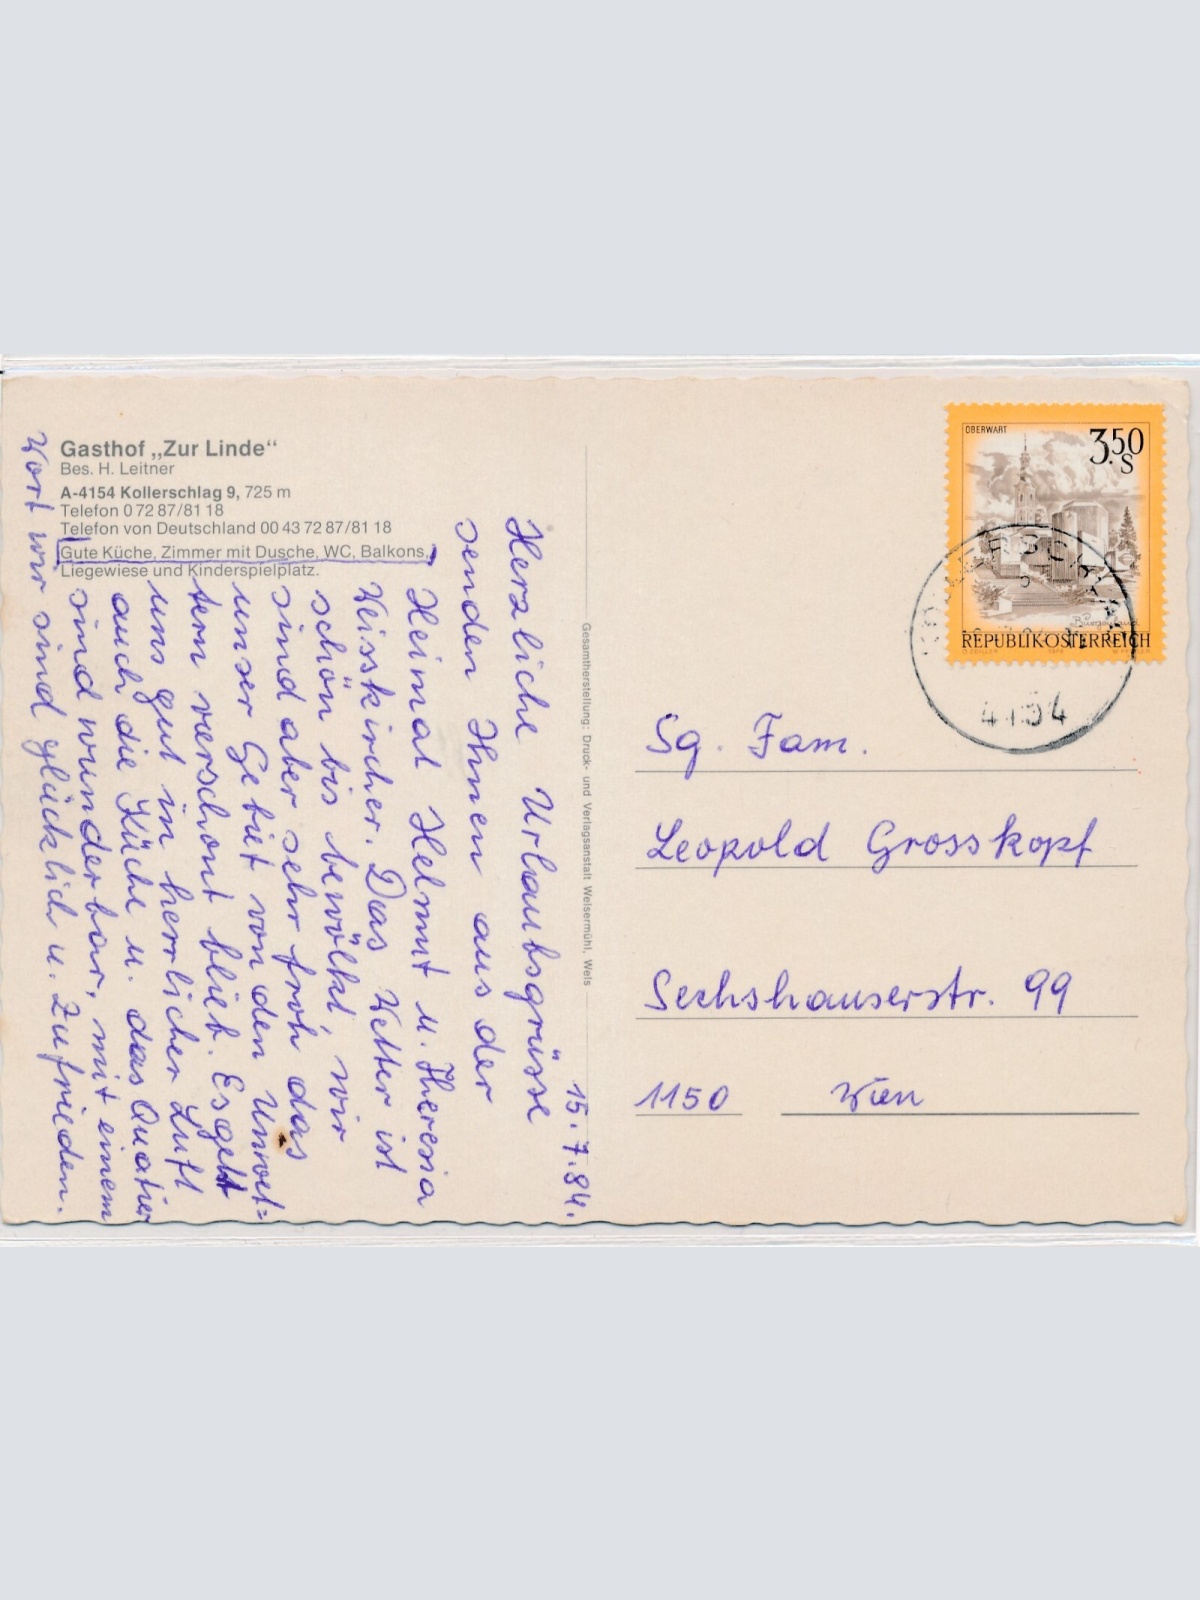 Gasthof „Zur Linde“
Bes. H. Leitner
A-4154 Kollerschlag 9, 725 m
Telefon 0 72 87/81 18
Telefon von Deutschland 00 43 72 87/81 18
Gute Küche, Zimmer mit Dusche, WC, Balkons,
Liegewiese und Kinderspielplatz.
15.7.84.
Herzliche Urlaubsgrüsse
senden Ihnen aus der
Heimat Helmut u. Theresia
Weisskircher. Das Wetter ist
schön bis bewölkt, wir
sind aber sehr froh das
unser Gebiet von den Unwet=
tern verschont blieb. Es geht
uns gut in herrlicher Luft
auch die Küche u. das Quatier
sind wunderbar, mit einem
Wort wir sind glücklich u. Zufrieden.
Gesamtherstellung: Druck- und Verlagsanstalt Welsermühl, Wels
OBERWART
3.50
S
Burgenland
REPUBLIK ÖSTERREICH
KOLLERSCHLAG
4154
Sg. Fam.
Leopold Grosskopf
Sechshauserstr. 99
1150 Wien